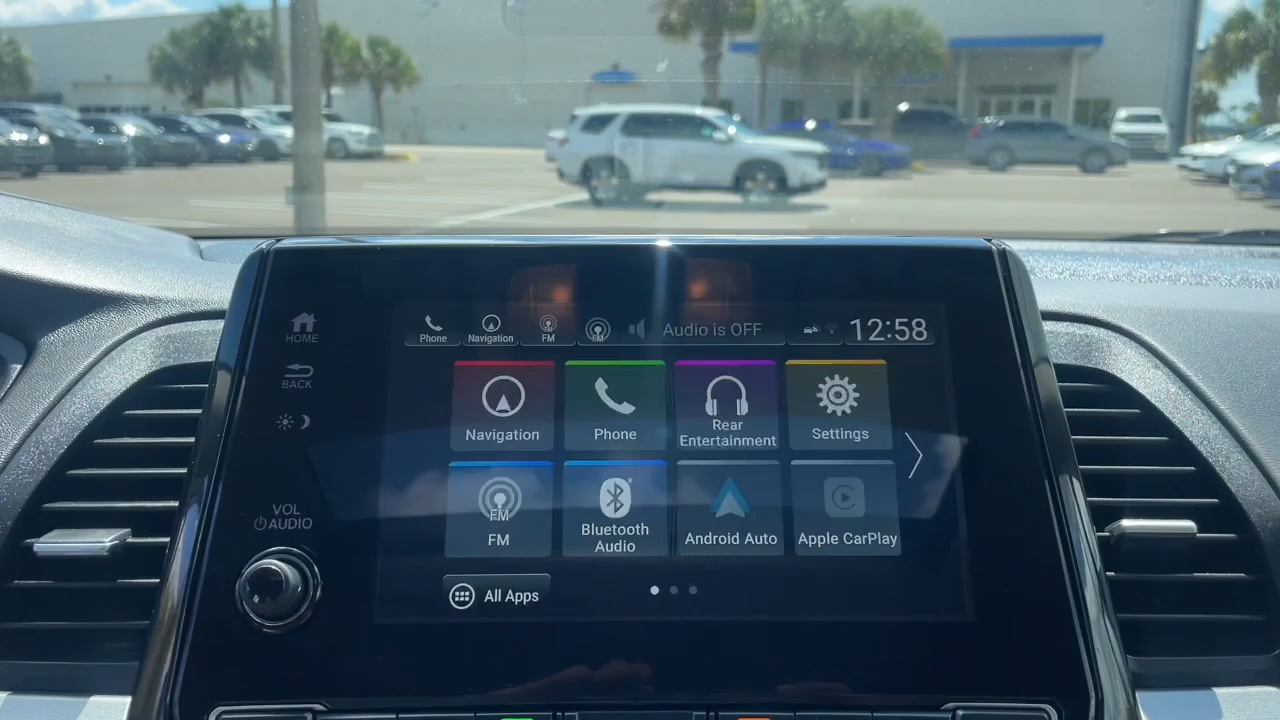 HOME
BACK
VOL
AUDIO
Phone
Navigation
FM
FM
Audio is OFF
12:58
Navigation
Phone
Rear
Entertainment
Settings
FM
FM
Bluetooth
Audio
Android Auto
Apple CarPlay
All Apps